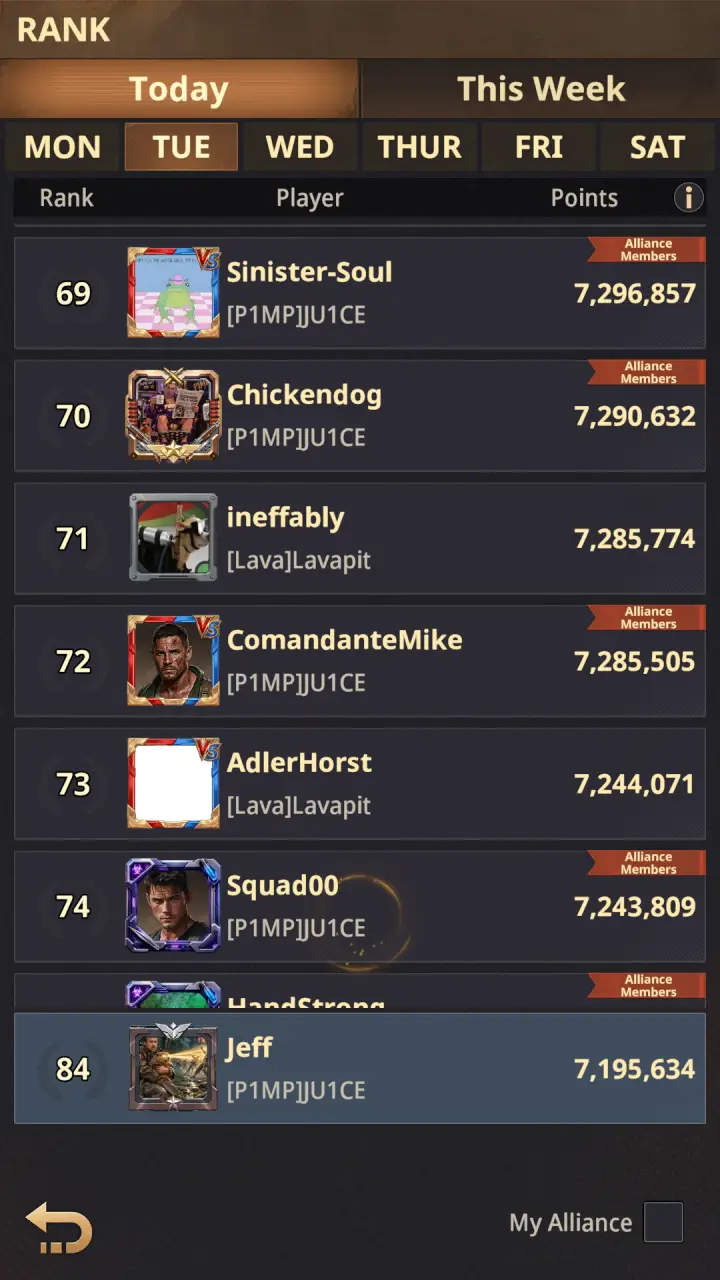 RANK
Today
This Week
MON
TUE
WED
THUR
FRI
SAT
Rank
Player
Points
69
Sinister-Soul
[P1MP]JU1CE
Alliance
Members
7,296,857
70
Chickendog
[P1MP]JU1CE
Alliance
Members
7,290,632
71
ineffably
[Lava]Lavapit
7,285,774
72
ComandanteMike
[P1MP]JU1CE
Alliance
Members
7,285,505
73
AdlerHorst
[Lava]Lavapit
7,244,071
74
Squad00
[P1MP]JU1CE
Alliance
Members
7,243,809
HandStrong
Alliance
Members
84
Jeff
[P1MP]JU1CE
7,195,634
My Alliance